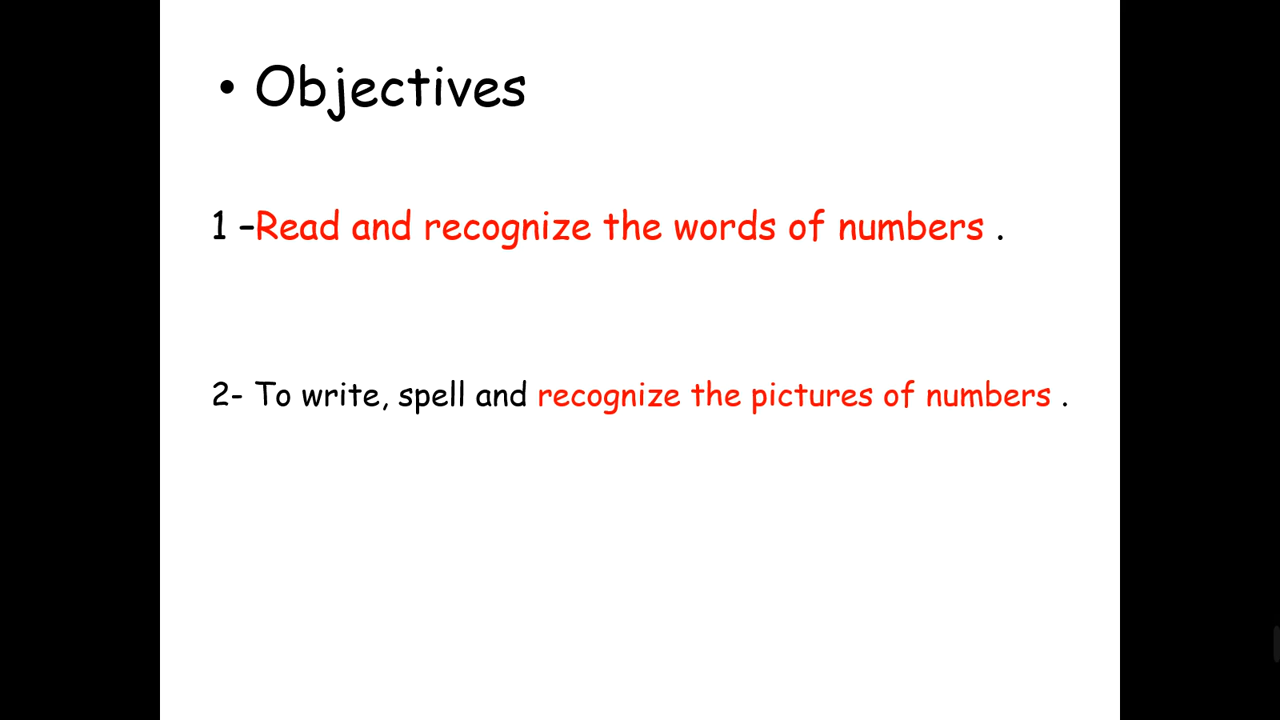 • Objectives
1 –Read and recognize the words of numbers .
2- To write, spell and recognize the pictures of numbers .